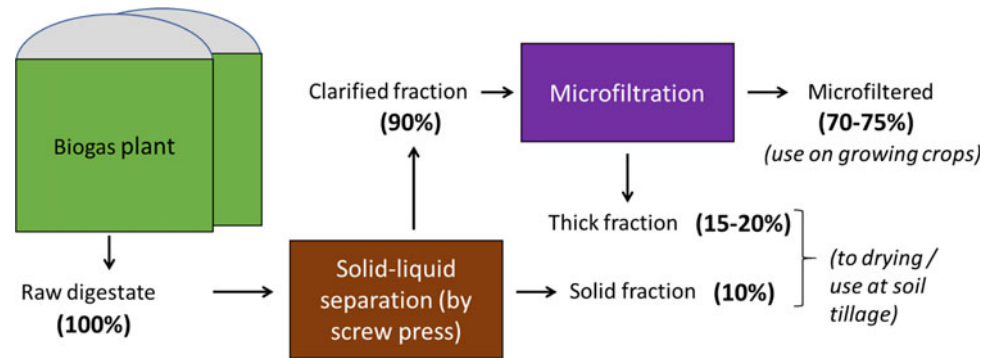 Biogas plant
Raw digestate
(100%)
Solid-liquid
separation (by
screw press)
Clarified fraction
(90%)
Microfiltration
Microfiltered
(70-75%)
(use on growing crops)
Thick fraction (15-20%)
Solid fraction (10%)
(to drying /
use at soil
tillage)